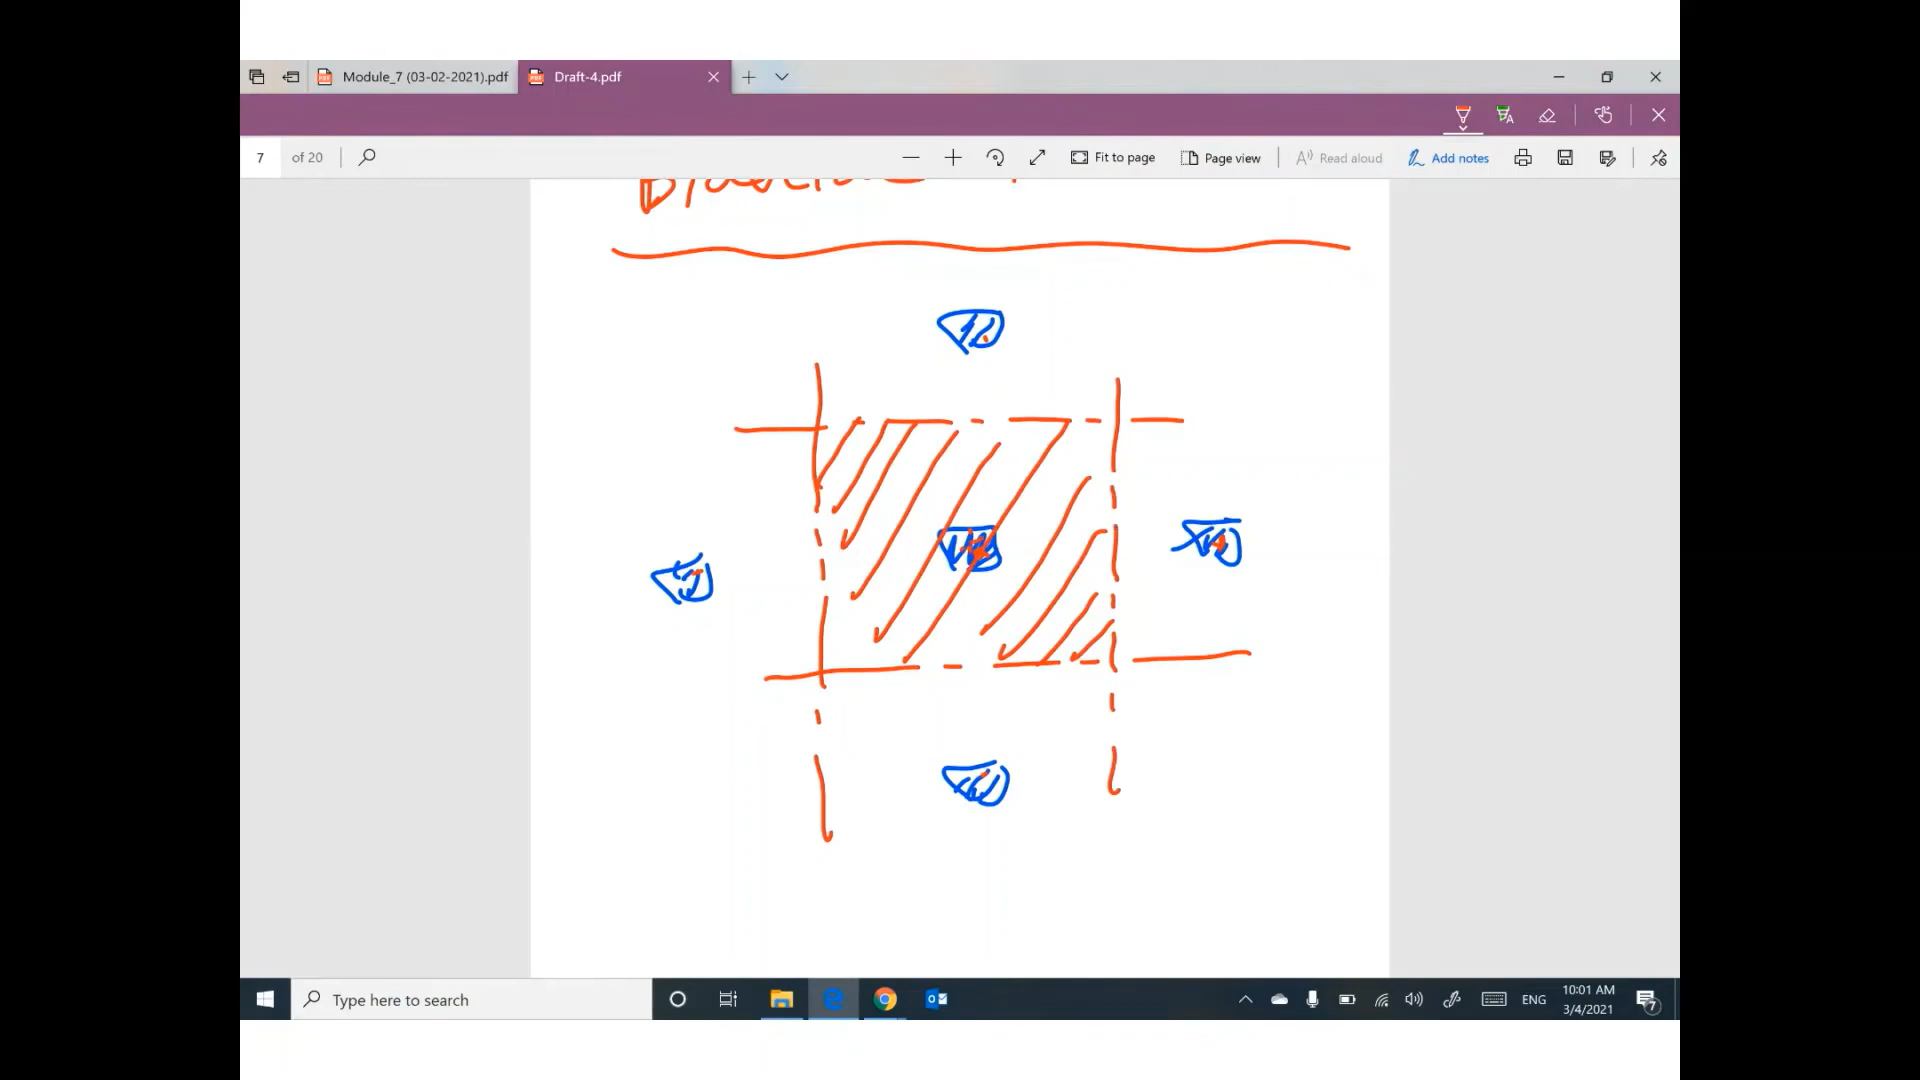 Module_7 (03-02-2021).pdf
Draft-4.pdf
7 of 20
Fit to page
Page view
Read aloud
Add notes
Type here to search
ENG
10:01 AM
3/4/2021
7